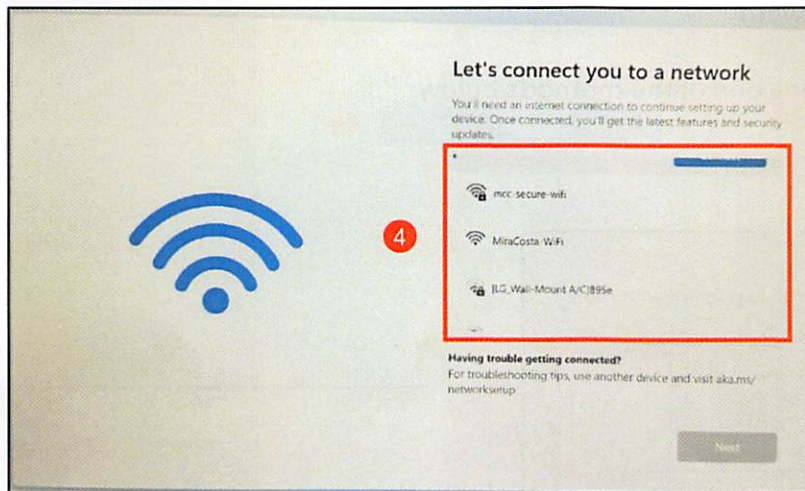 Let's connect you to a network
You'll need an internet connection to continue setting up your
device. Once connected, you'll get the latest features and security
updates.
mcc-secure-wifi
4
MiraCosta-WiFi
[LG_Wall-Mount A/C]895e
Having trouble getting connected?
For troubleshooting tips, use another device and visit aka.ms/
networksetup
Next